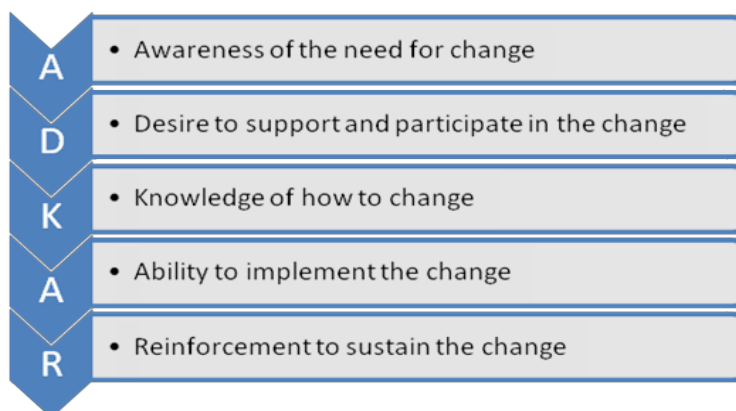 A • Awareness of the need for change
D • Desire to support and participate in the change
K • Knowledge of how to change
A • Ability to implement the change
R • Reinforcement to sustain the change